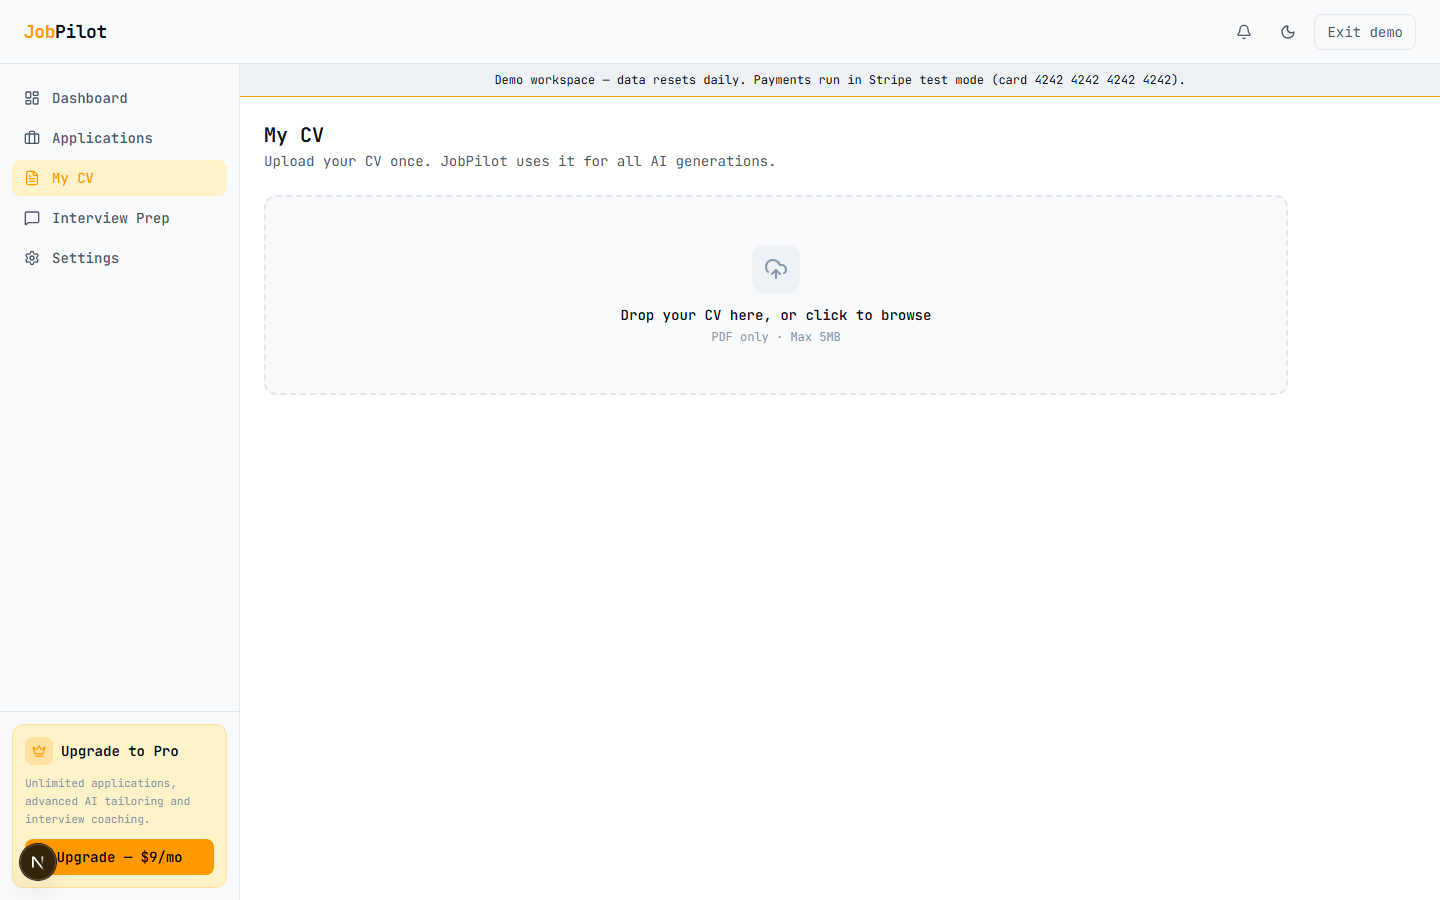 JobPilot
Exit demo
Dashboard
Applications
My CV
Interview Prep
Settings
Demo workspace — data resets daily. Payments run in Stripe test mode (card 4242 4242 4242 4242).
My CV
Upload your CV once. JobPilot uses it for all AI generations.
Drop your CV here, or click to browse
PDF only · Max 5MB
Upgrade to Pro
Unlimited applications,
advanced AI tailoring and
interview coaching.
Upgrade — $9/mo
N